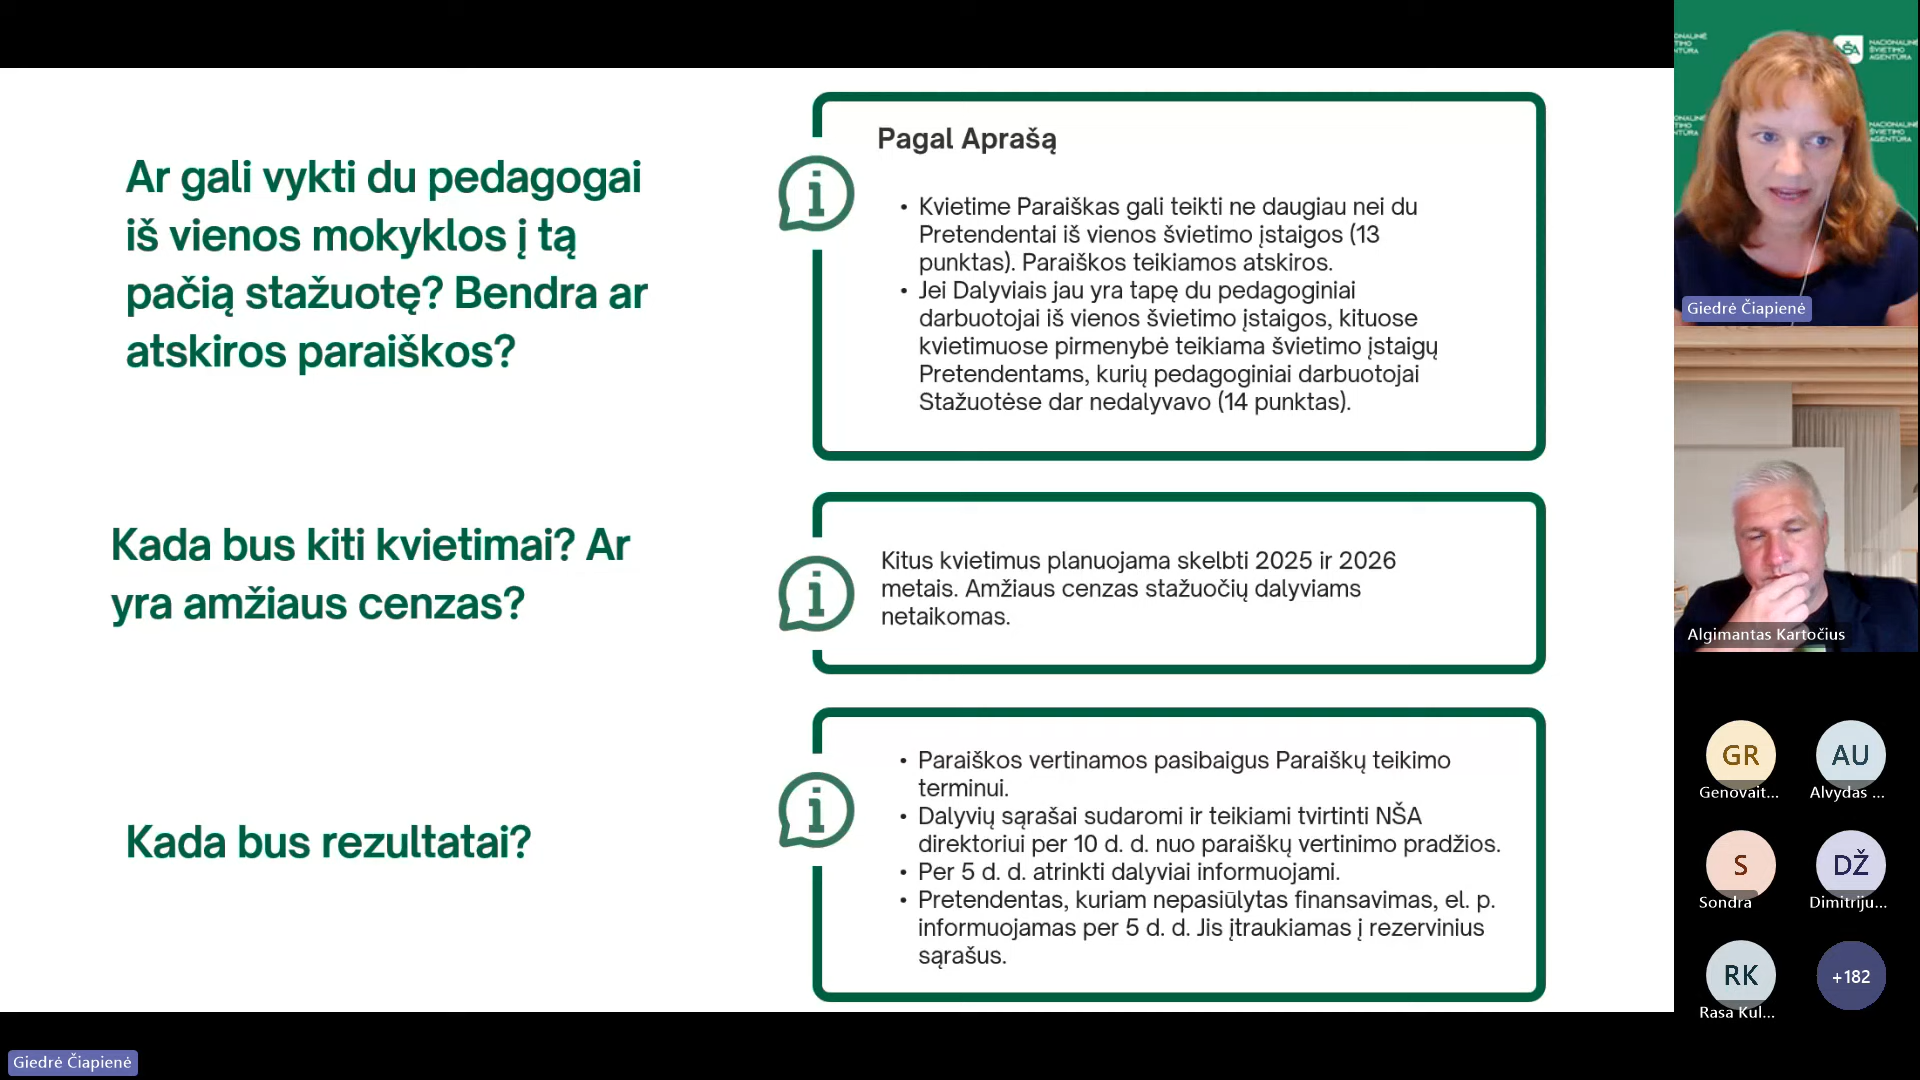 Ar gali vykti du pedagogai
iš vienos mokyklos į tą
pačią stažuotę? Bendra ar
atskiros paraiškos?
Pagal Aprašą
• Kvietime Paraiškas gali teikti ne daugiau nei du
Pretendentai iš vienos švietimo įstaigos (13
punktas). Paraiškos teikiamos atskiros.
• Jei Dalyviais jau yra tapę du pedagoginiai
darbuotojai iš vienos švietimo įstaigos, kituose
kvietimuose pirmenybė teikiama švietimo įstaigų
Pretendentams, kurių pedagoginiai darbuotojai
Stažuotėse dar nedalyvavo (14 punktas).
Kada bus kiti kvietimai? Ar
yra amžiaus cenzas?
Kitus kvietimus planuojama skelbti 2025 ir 2026
metais. Amžiaus cenzas stažuočių dalyviams
netaikomas.
Kada bus rezultatai?
• Paraiškos vertinamos pasibaigus Paraiškų teikimo
terminui.
• Dalyvių sąrašai sudaromi ir teikiami tvirtinti NŠA
direktoriui per 10 d. d. nuo paraiškų vertinimo pradžios.
• Per 5 d. d. atrinkti dalyviai informuojami.
• Pretendentas, kuriam nepasiūlytas finansavimas, el. p.
informuojamas per 5 d. d. Jis įtraukiamas į rezervinius
sąrašus.
NŠA
NACIONALINĖ
ŠVIETIMO
AGENTŪRA
Giedrė Čiapienė
Algimantas Kartočius
GR
Genovait...
AU
Alvydas ...
S
Sondra
DŽ
Dimitriju...
RK
Rasa Kul...
+182
Giedrė Čiapienė